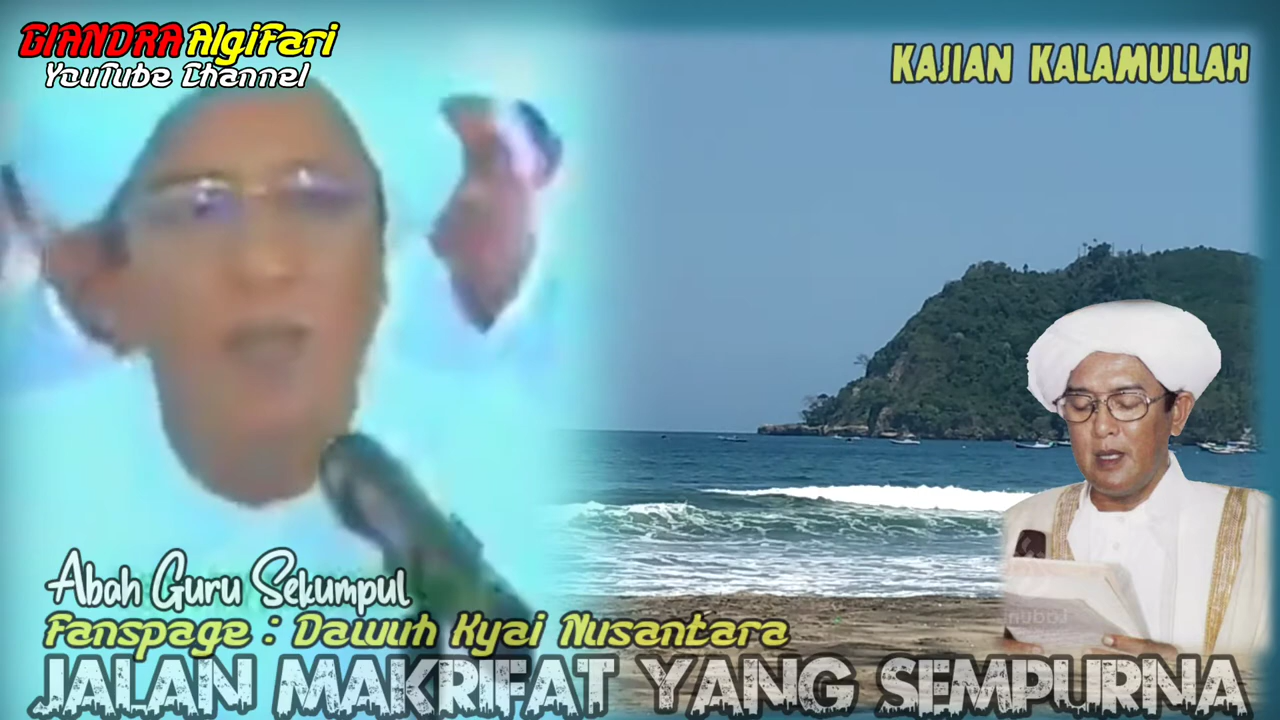 GIANDRA Algifari
YouTube Channel
KAJIAN KALAMULLAH
Abah Guru Sekumpul
Fanspage : Dawuh Kyai Nusantara
JALAN MAKRIFAT YANG SEMPURNA